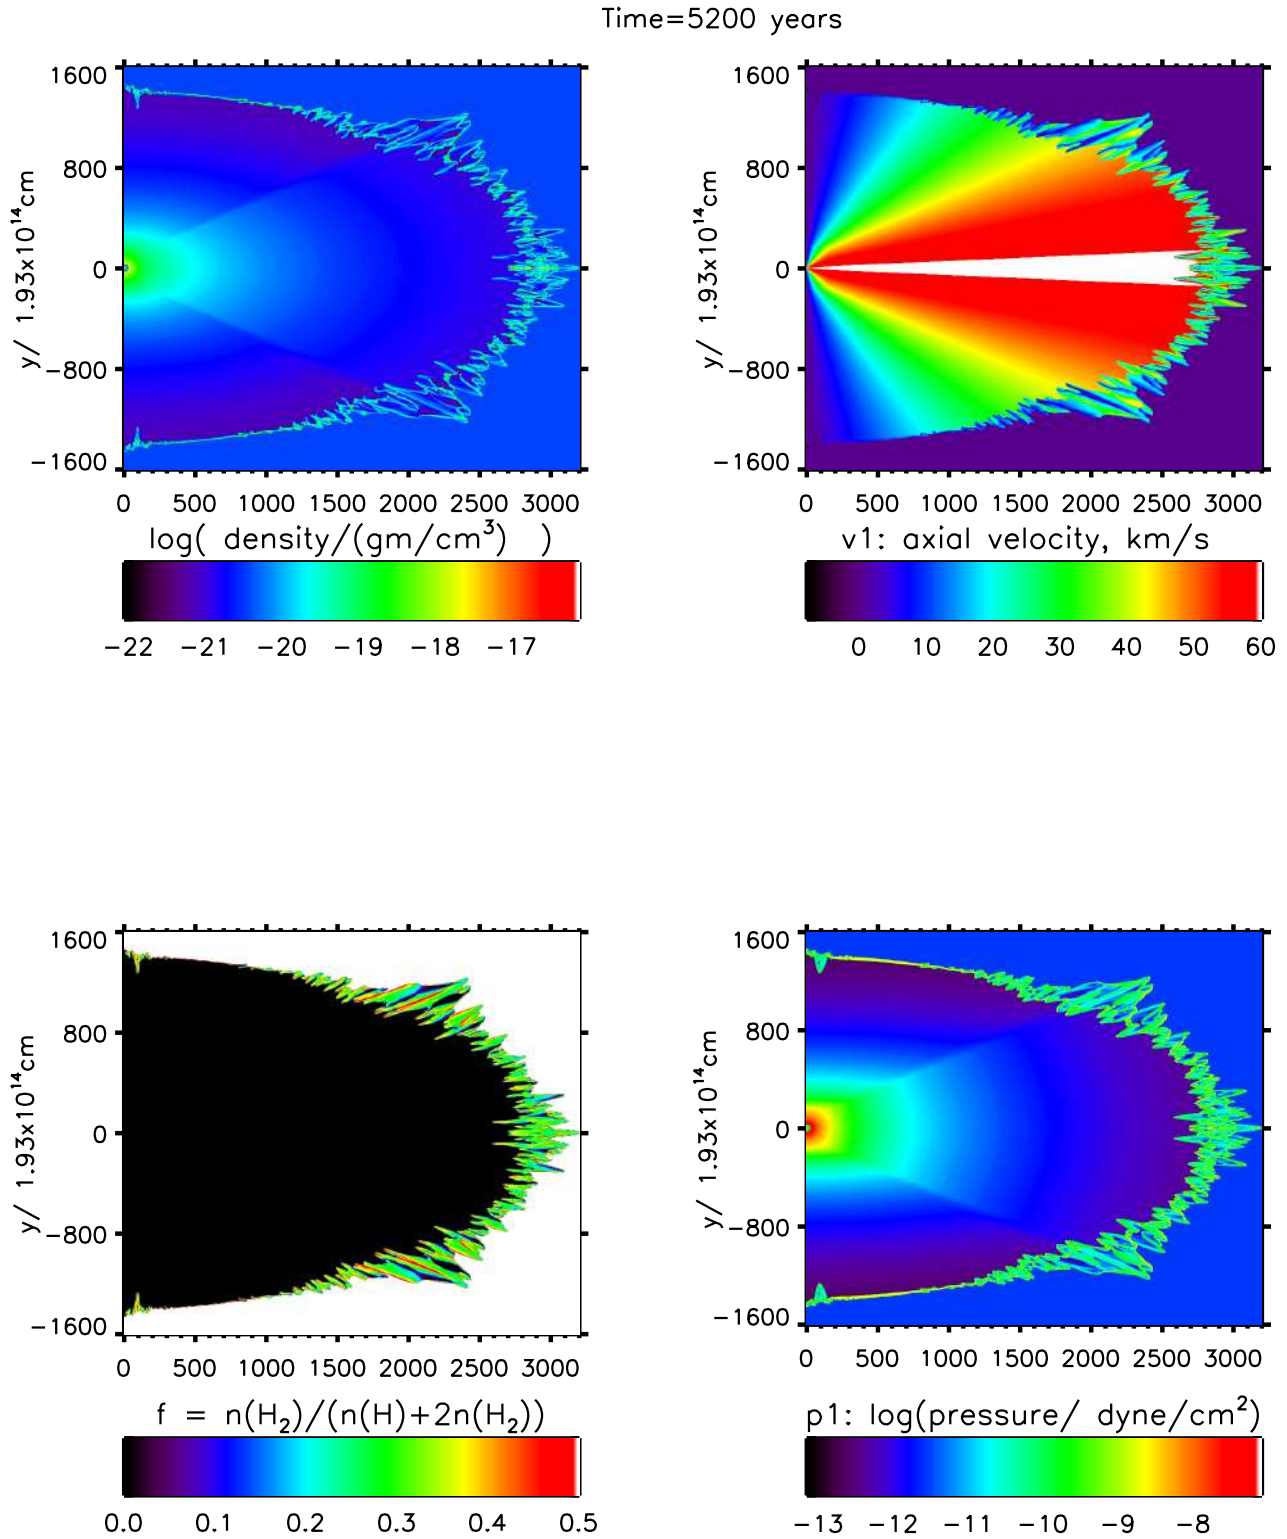 Time=5200 years
1600
800
0
−800
−1600
y/ 1.93x10¹⁴cm
0 500 1000 1500 2000 2500 3000
log( density/(gm/cm³) )
−22 −21 −20 −19 −18 −17
1600
800
0
−800
−1600
y/ 1.93x10¹⁴cm
0 500 1000 1500 2000 2500 3000
v1: axial velocity, km/s
0 10 20 30 40 50 60
1600
800
0
−800
−1600
y/ 1.93x10¹⁴cm
0 500 1000 1500 2000 2500 3000
f = n(H₂)/(n(H)+2n(H₂))
0.0 0.1 0.2 0.3 0.4 0.5
1600
800
0
−800
−1600
y/ 1.93x10¹⁴cm
0 500 1000 1500 2000 2500 3000
p1: log(pressure/ dyne/cm²)
−13 −12 −11 −10 −9 −8